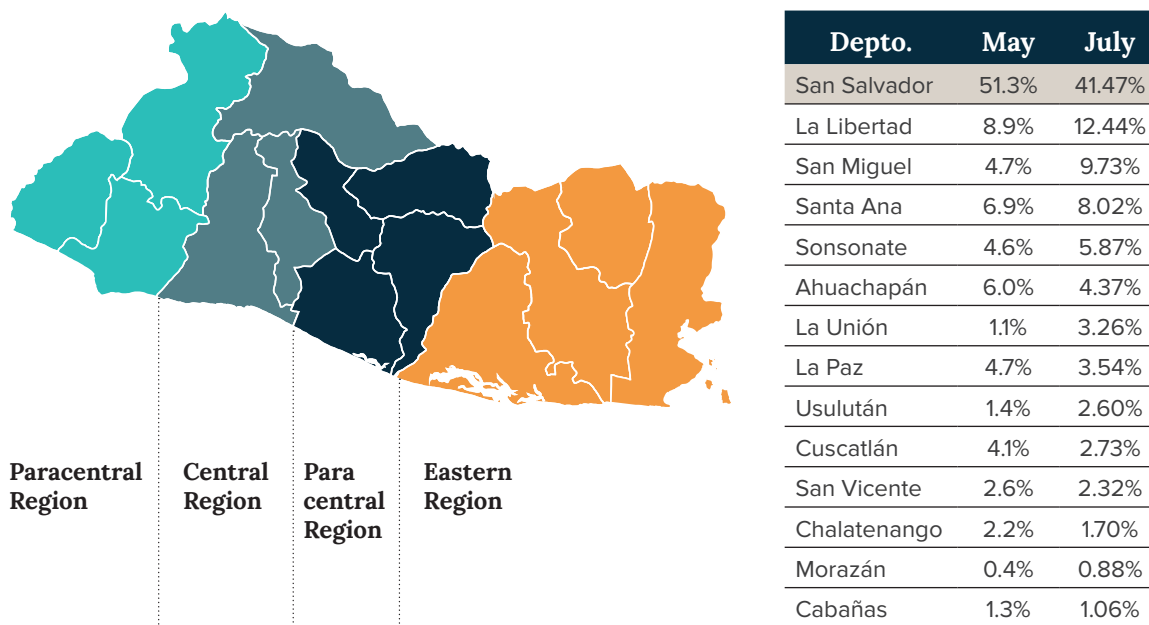 Paracentral
Region
Central
Region
Para
central
Region
Eastern
Region
Depto. May July
San Salvador 51.3% 41.47%
La Libertad 8.9% 12.44%
San Miguel 4.7% 9.73%
Santa Ana 6.9% 8.02%
Sonsonate 4.6% 5.87%
Ahuachapán 6.0% 4.37%
La Unión 1.1% 3.26%
La Paz 4.7% 3.54%
Usulután 1.4% 2.60%
Cuscatlán 4.1% 2.73%
San Vicente 2.6% 2.32%
Chalatenango 2.2% 1.70%
Morazán 0.4% 0.88%
Cabañas 1.3% 1.06%